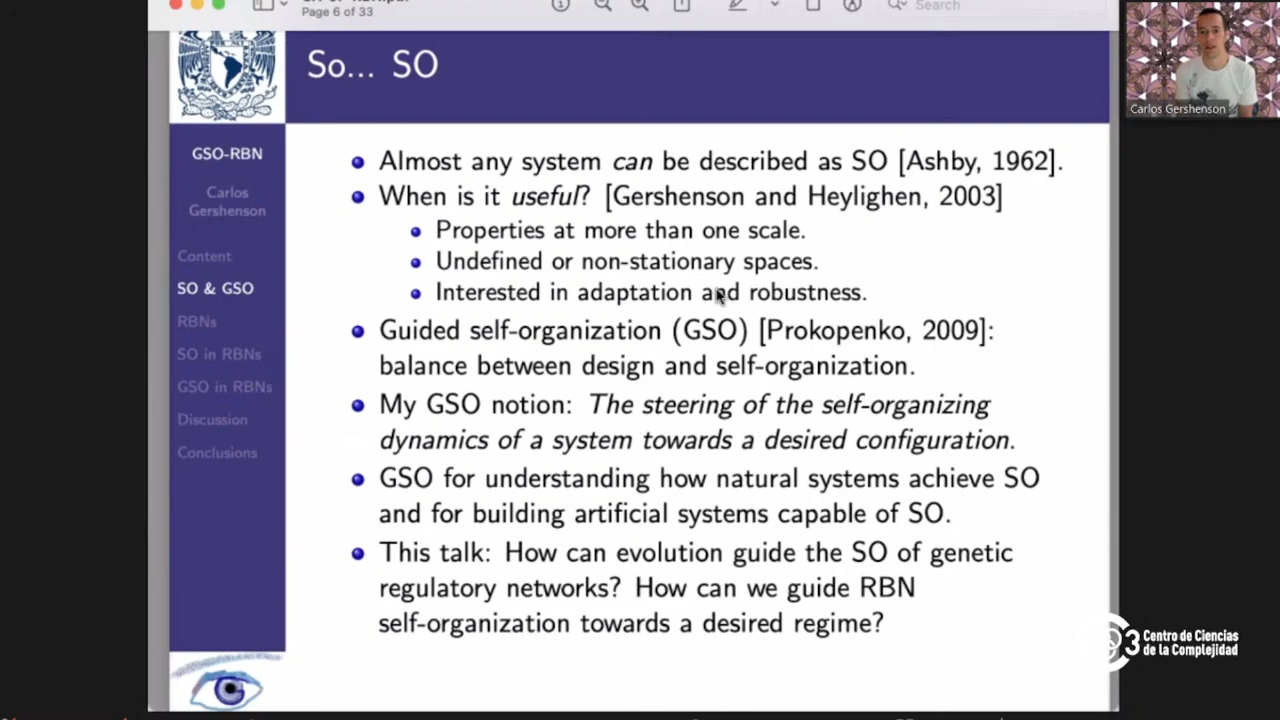 Page 6 of 33
Search
So... SO
GSO-RBN
Carlos
Gershenson
Content
SO & GSO
RBNs
SO in RBNs
GSO in RBNs
Discussion
Conclusions
Almost any system can be described as SO [Ashby, 1962].
When is it useful? [Gershenson and Heylighen, 2003]
Properties at more than one scale.
Undefined or non-stationary spaces.
Interested in adaptation and robustness.
Guided self-organization (GSO) [Prokopenko, 2009]:
balance between design and self-organization.
My GSO notion: The steering of the self-organizing
dynamics of a system towards a desired configuration.
GSO for understanding how natural systems achieve SO
and for building artificial systems capable of SO.
This talk: How can evolution guide the SO of genetic
regulatory networks? How can we guide RBN
self-organization towards a desired regime?
Carlos Gershenson
C3 Centro de Ciencias
de la Complejidad